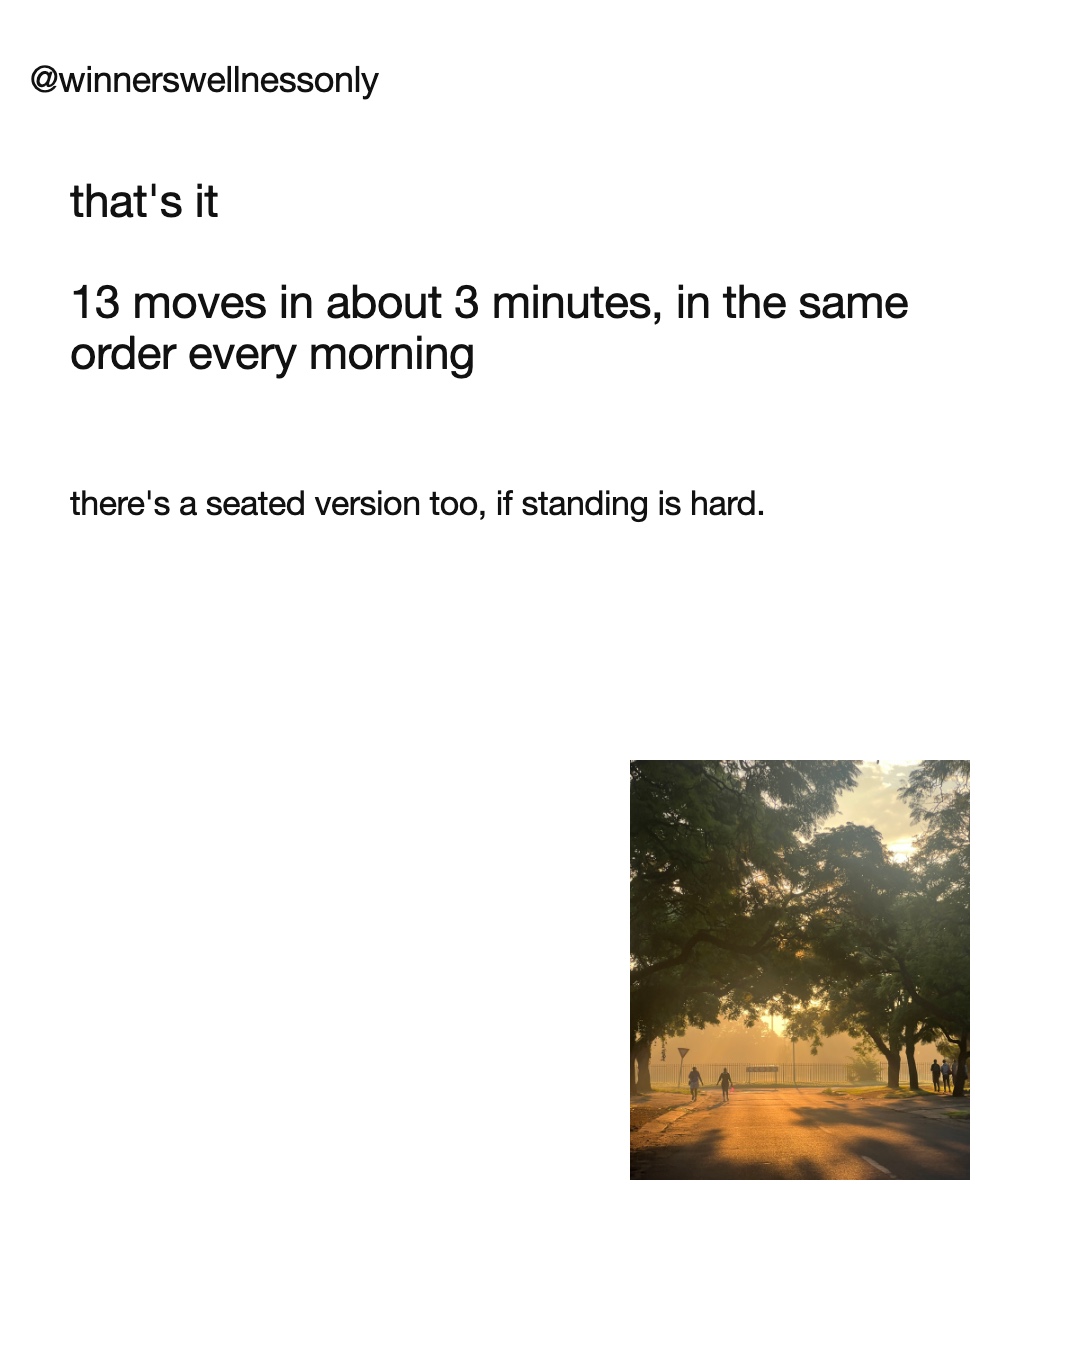 @winnerswellnessonly
that's it
13 moves in about 3 minutes, in the same
order every morning
there's a seated version too, if standing is hard.